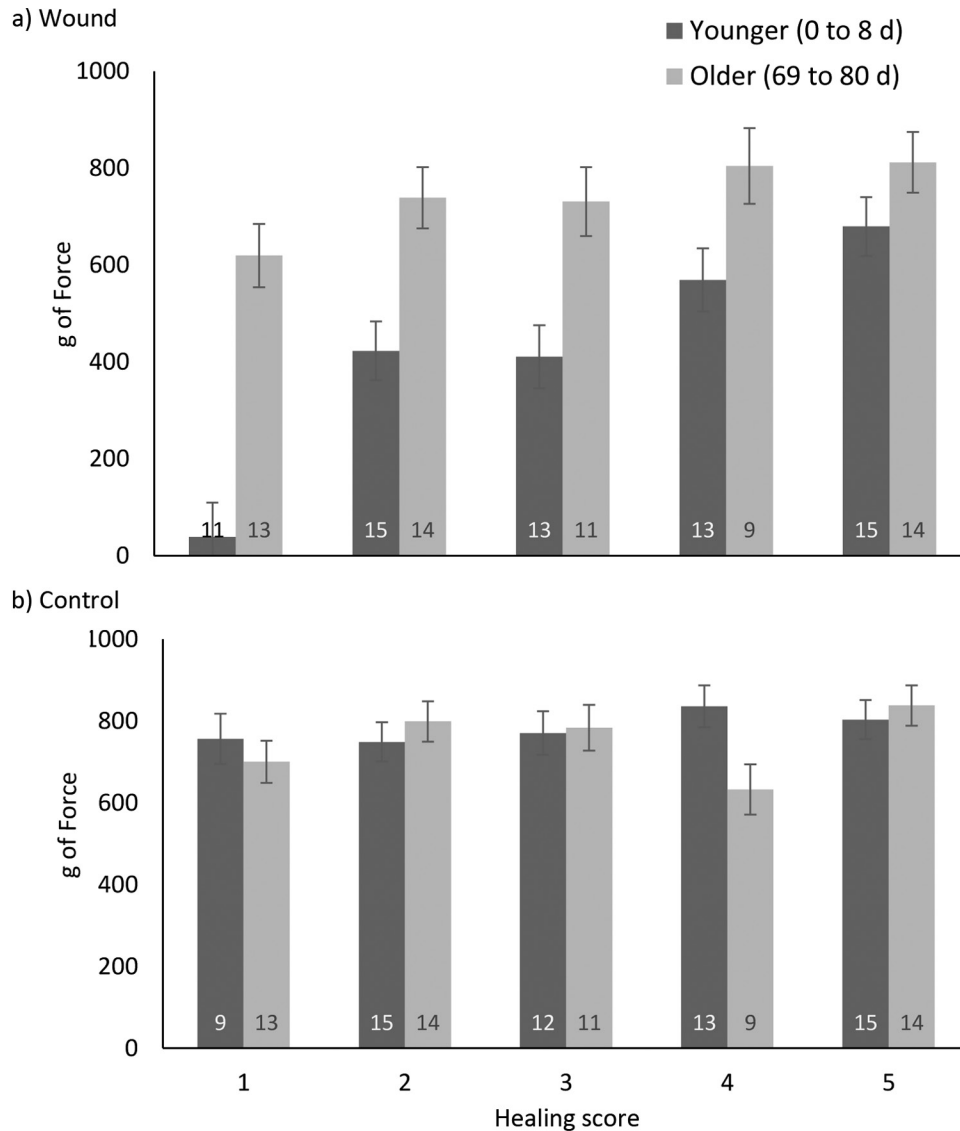 a) Wound
Younger (0 to 8 d)
Older (69 to 80 d)
1000
800
600
400
200
0
g of Force
11 13 15 14 13 11 13 9 15 14
b) Control
1000
800
600
400
200
0
g of Force
9 13 15 14 12 11 13 9 15 14
1 2 3 4 5
Healing score